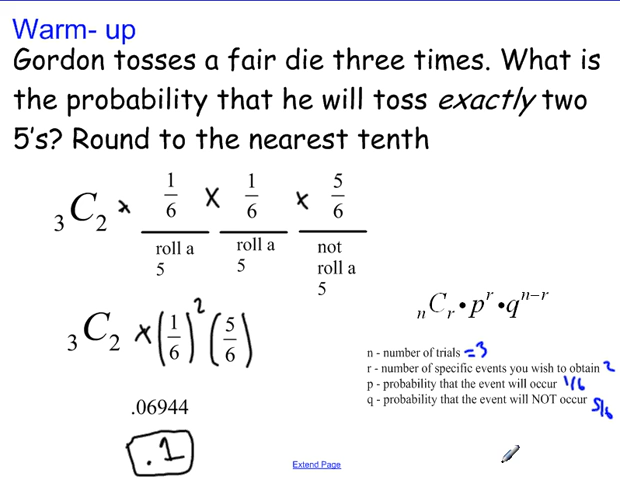 Warm- up
Gordon tosses a fair die three times. What is
the probability that he will toss exactly two
5's? Round to the nearest tenth
₃C₂ × 1/6 × 1/6 × 5/6
roll a 5 roll a 5 not roll a 5
₃C₂ × (1/6)² (5/6)
.06944
.1
ₙCᵣ • pʳ • qⁿ⁻ʳ
n - number of trials =3
r - number of specific events you wish to obtain 2
p - probability that the event will occur 1/6
q - probability that the event will NOT occur 5/6
Extend Page